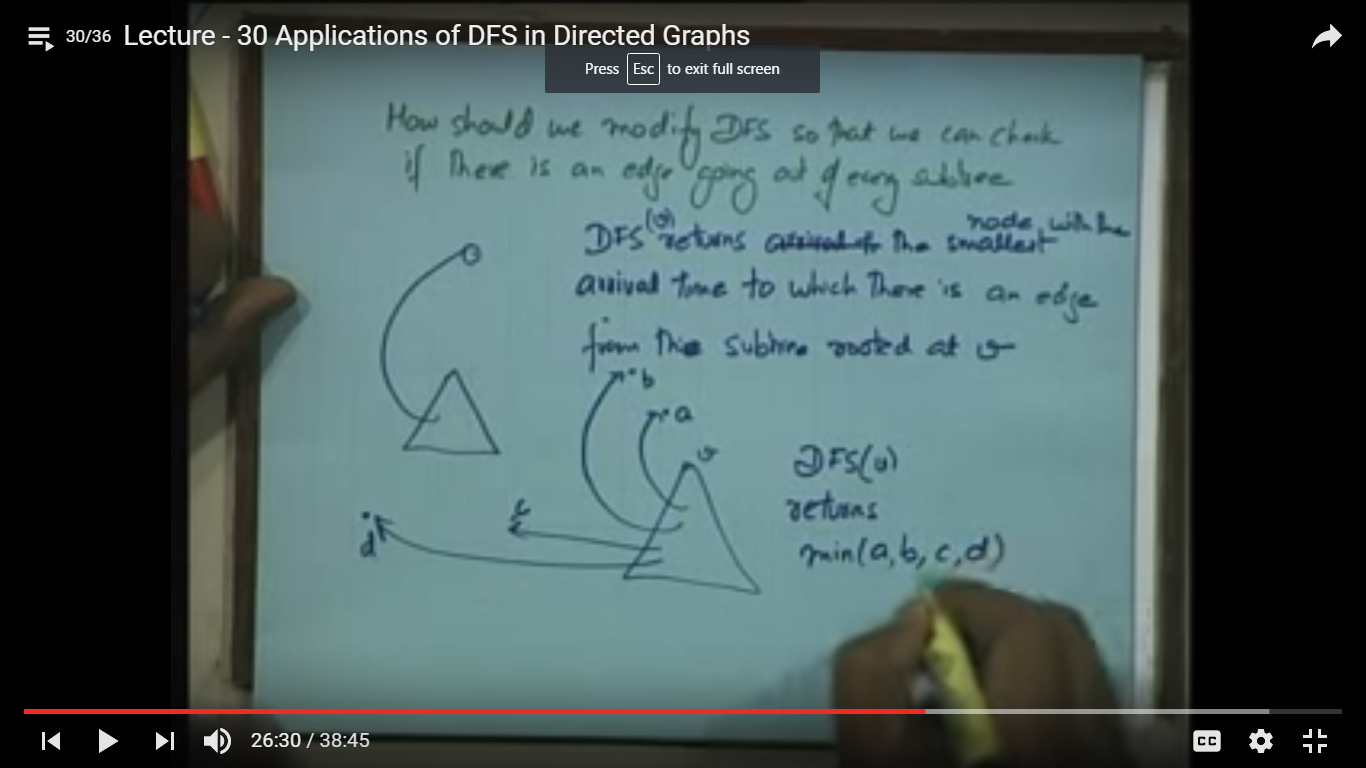 30/36 Lecture - 30 Applications of DFS in Directed Graphs
Press Esc to exit full screen
How should we modify DFS so that we can check
if there is an edge going out of every subtree
DFS(v) returns the smallest node with the
arrival time to which there is an edge
from the subtree rooted at v
b
a
v
c
d
DFS(v)
returns
min(a,b,c,d)
26:30 / 38:45
CC